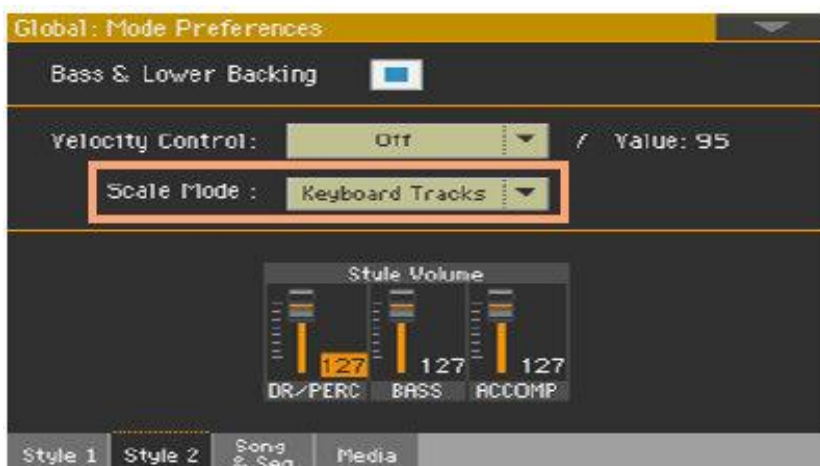 Global: Mode Preferences
Bass & Lower Backing
Velocity Control: Off / Value: 95
Scale Mode : Keyboard Tracks
Style Volume
127 127 127
DR/PERC BASS ACCOMP
Style 1 Style 2 Song & Seq Media